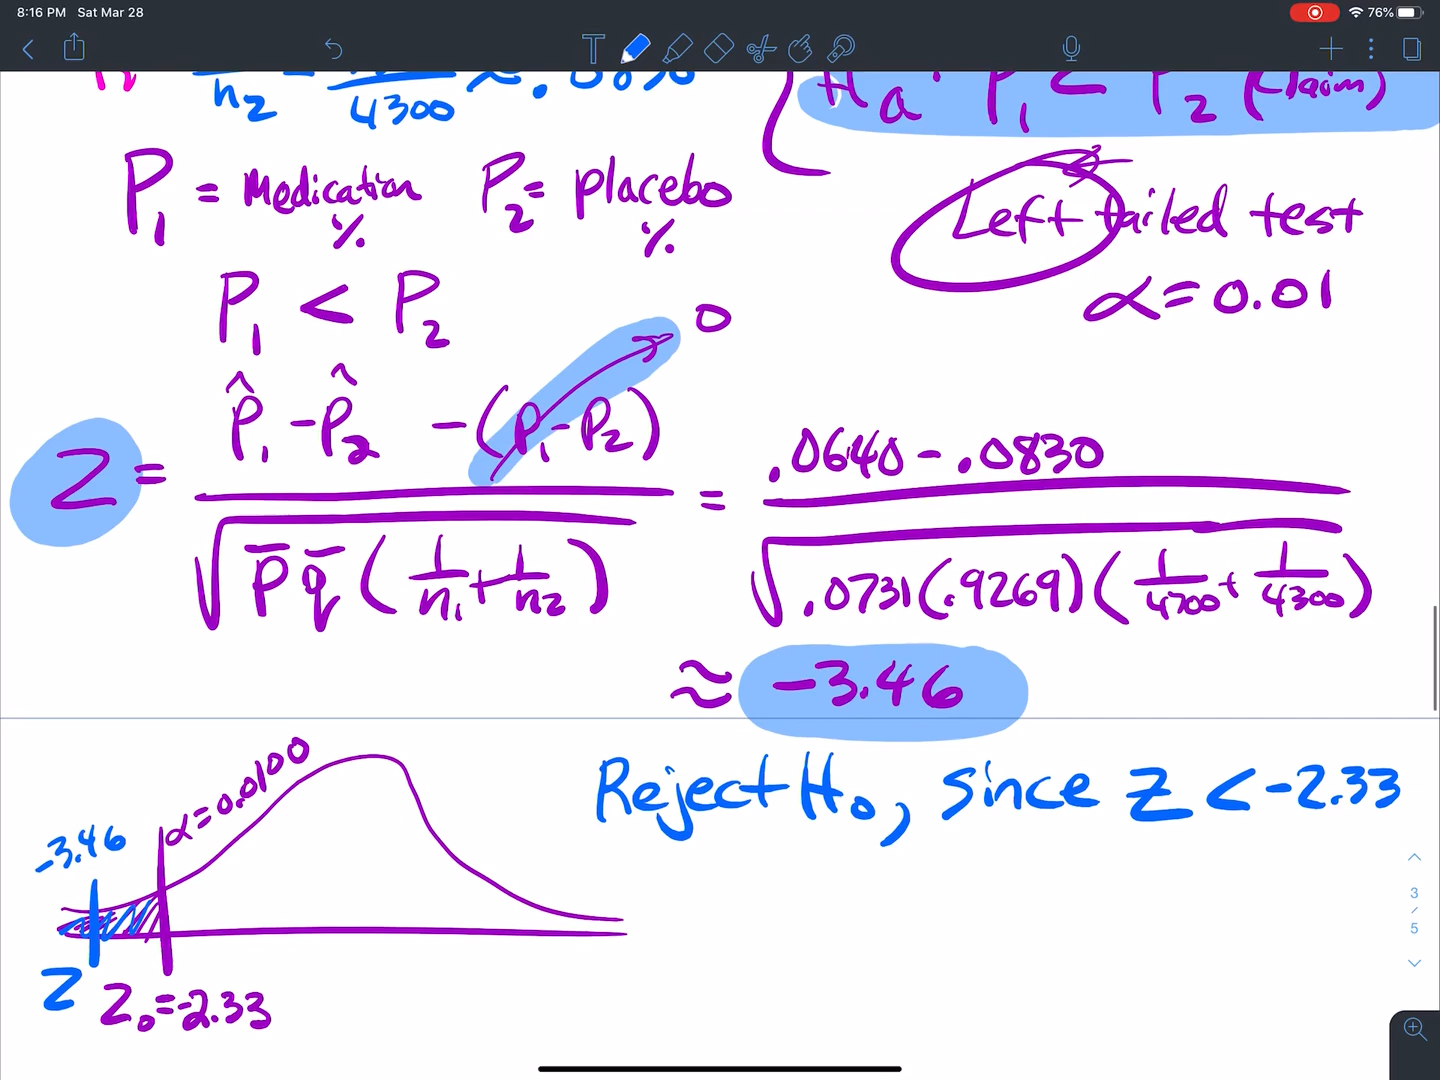 8:16 PM Sat Mar 28
76%
T
n2 4300
Ha: P1 < P2 (claim)
P1 = Medication % P2 = placebo %
Left tailed test
α = 0.01
P1 < P2
0
Z = p̂1 - p̂2 - (P1 - P2) / √ p̄ q̄ (1/n1 + 1/n2) = .0640 - .0830 / √ .0731(.9269)(1/4700 + 1/4300)
≈ -3.46
α = 0.0100
Reject H0, since Z < -2.33
-3.46
Z
Z0 = -2.33
3
/
5